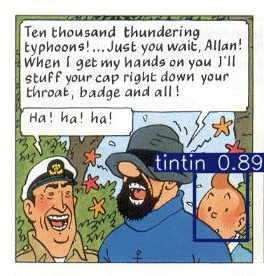 Ten thousand thundering
typhoons!... Just you wait, Allan!
When I get my hands on you I'll
stuff your cap right down your
throat, badge and all!
Ha! ha! ha!
tintin 0.89